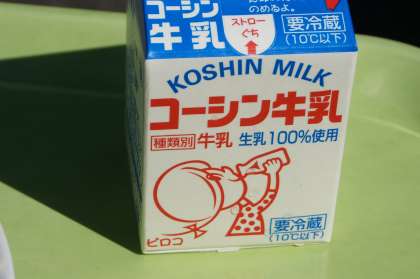 コーシン
牛乳
のめるよ。
ストロー
ぐち
要冷蔵
(10℃以下)
KOSHIN MILK
コーシン牛乳
種類別 牛乳 生乳100%使用
ピロコ
要冷蔵
(10℃以下)